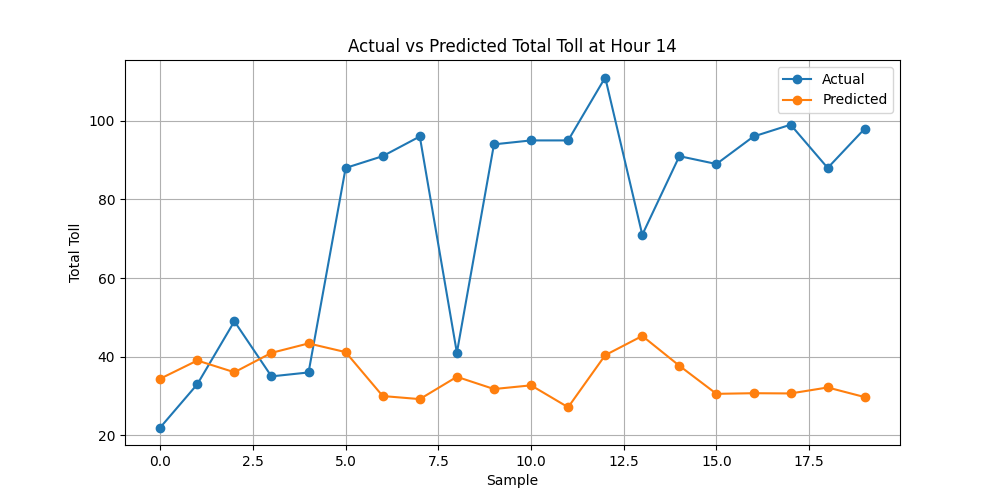 Actual vs Predicted Total Toll at Hour 14
Actual
Predicted
100
80
60
40
20
Total Toll
0.0 2.5 5.0 7.5 10.0 12.5 15.0 17.5
Sample